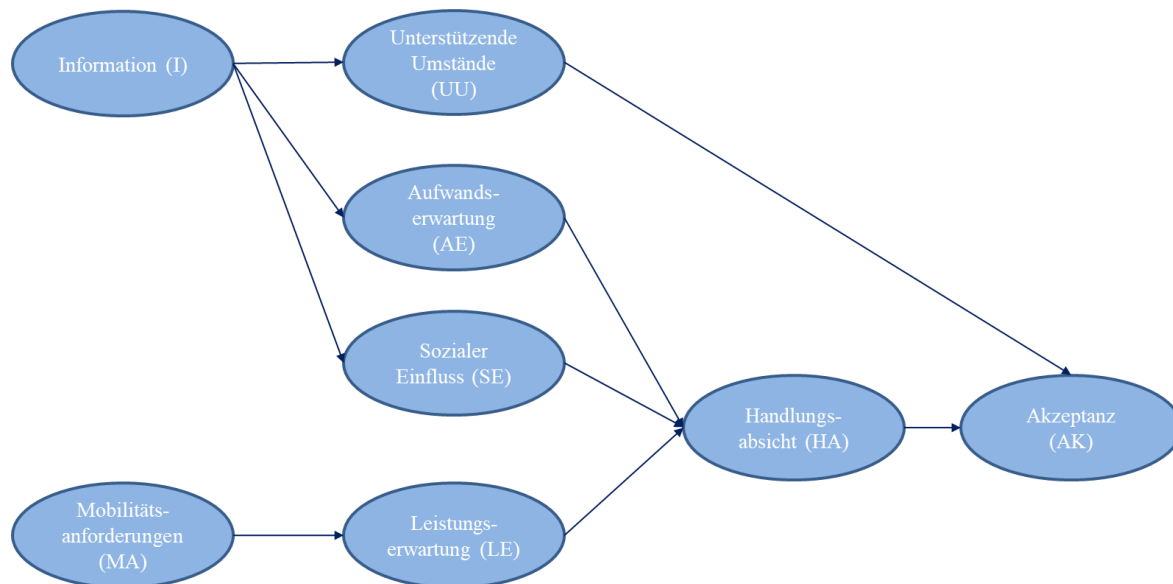 Information (I)
Unterstützende
Umstände
(UU)
Aufwands-
erwartung
(AE)
Sozialer
Einfluss (SE)
Handlungs-
absicht (HA)
Akzeptanz
(AK)
Mobilitäts-
anforderungen
(MA)
Leistungs-
erwartung (LE)